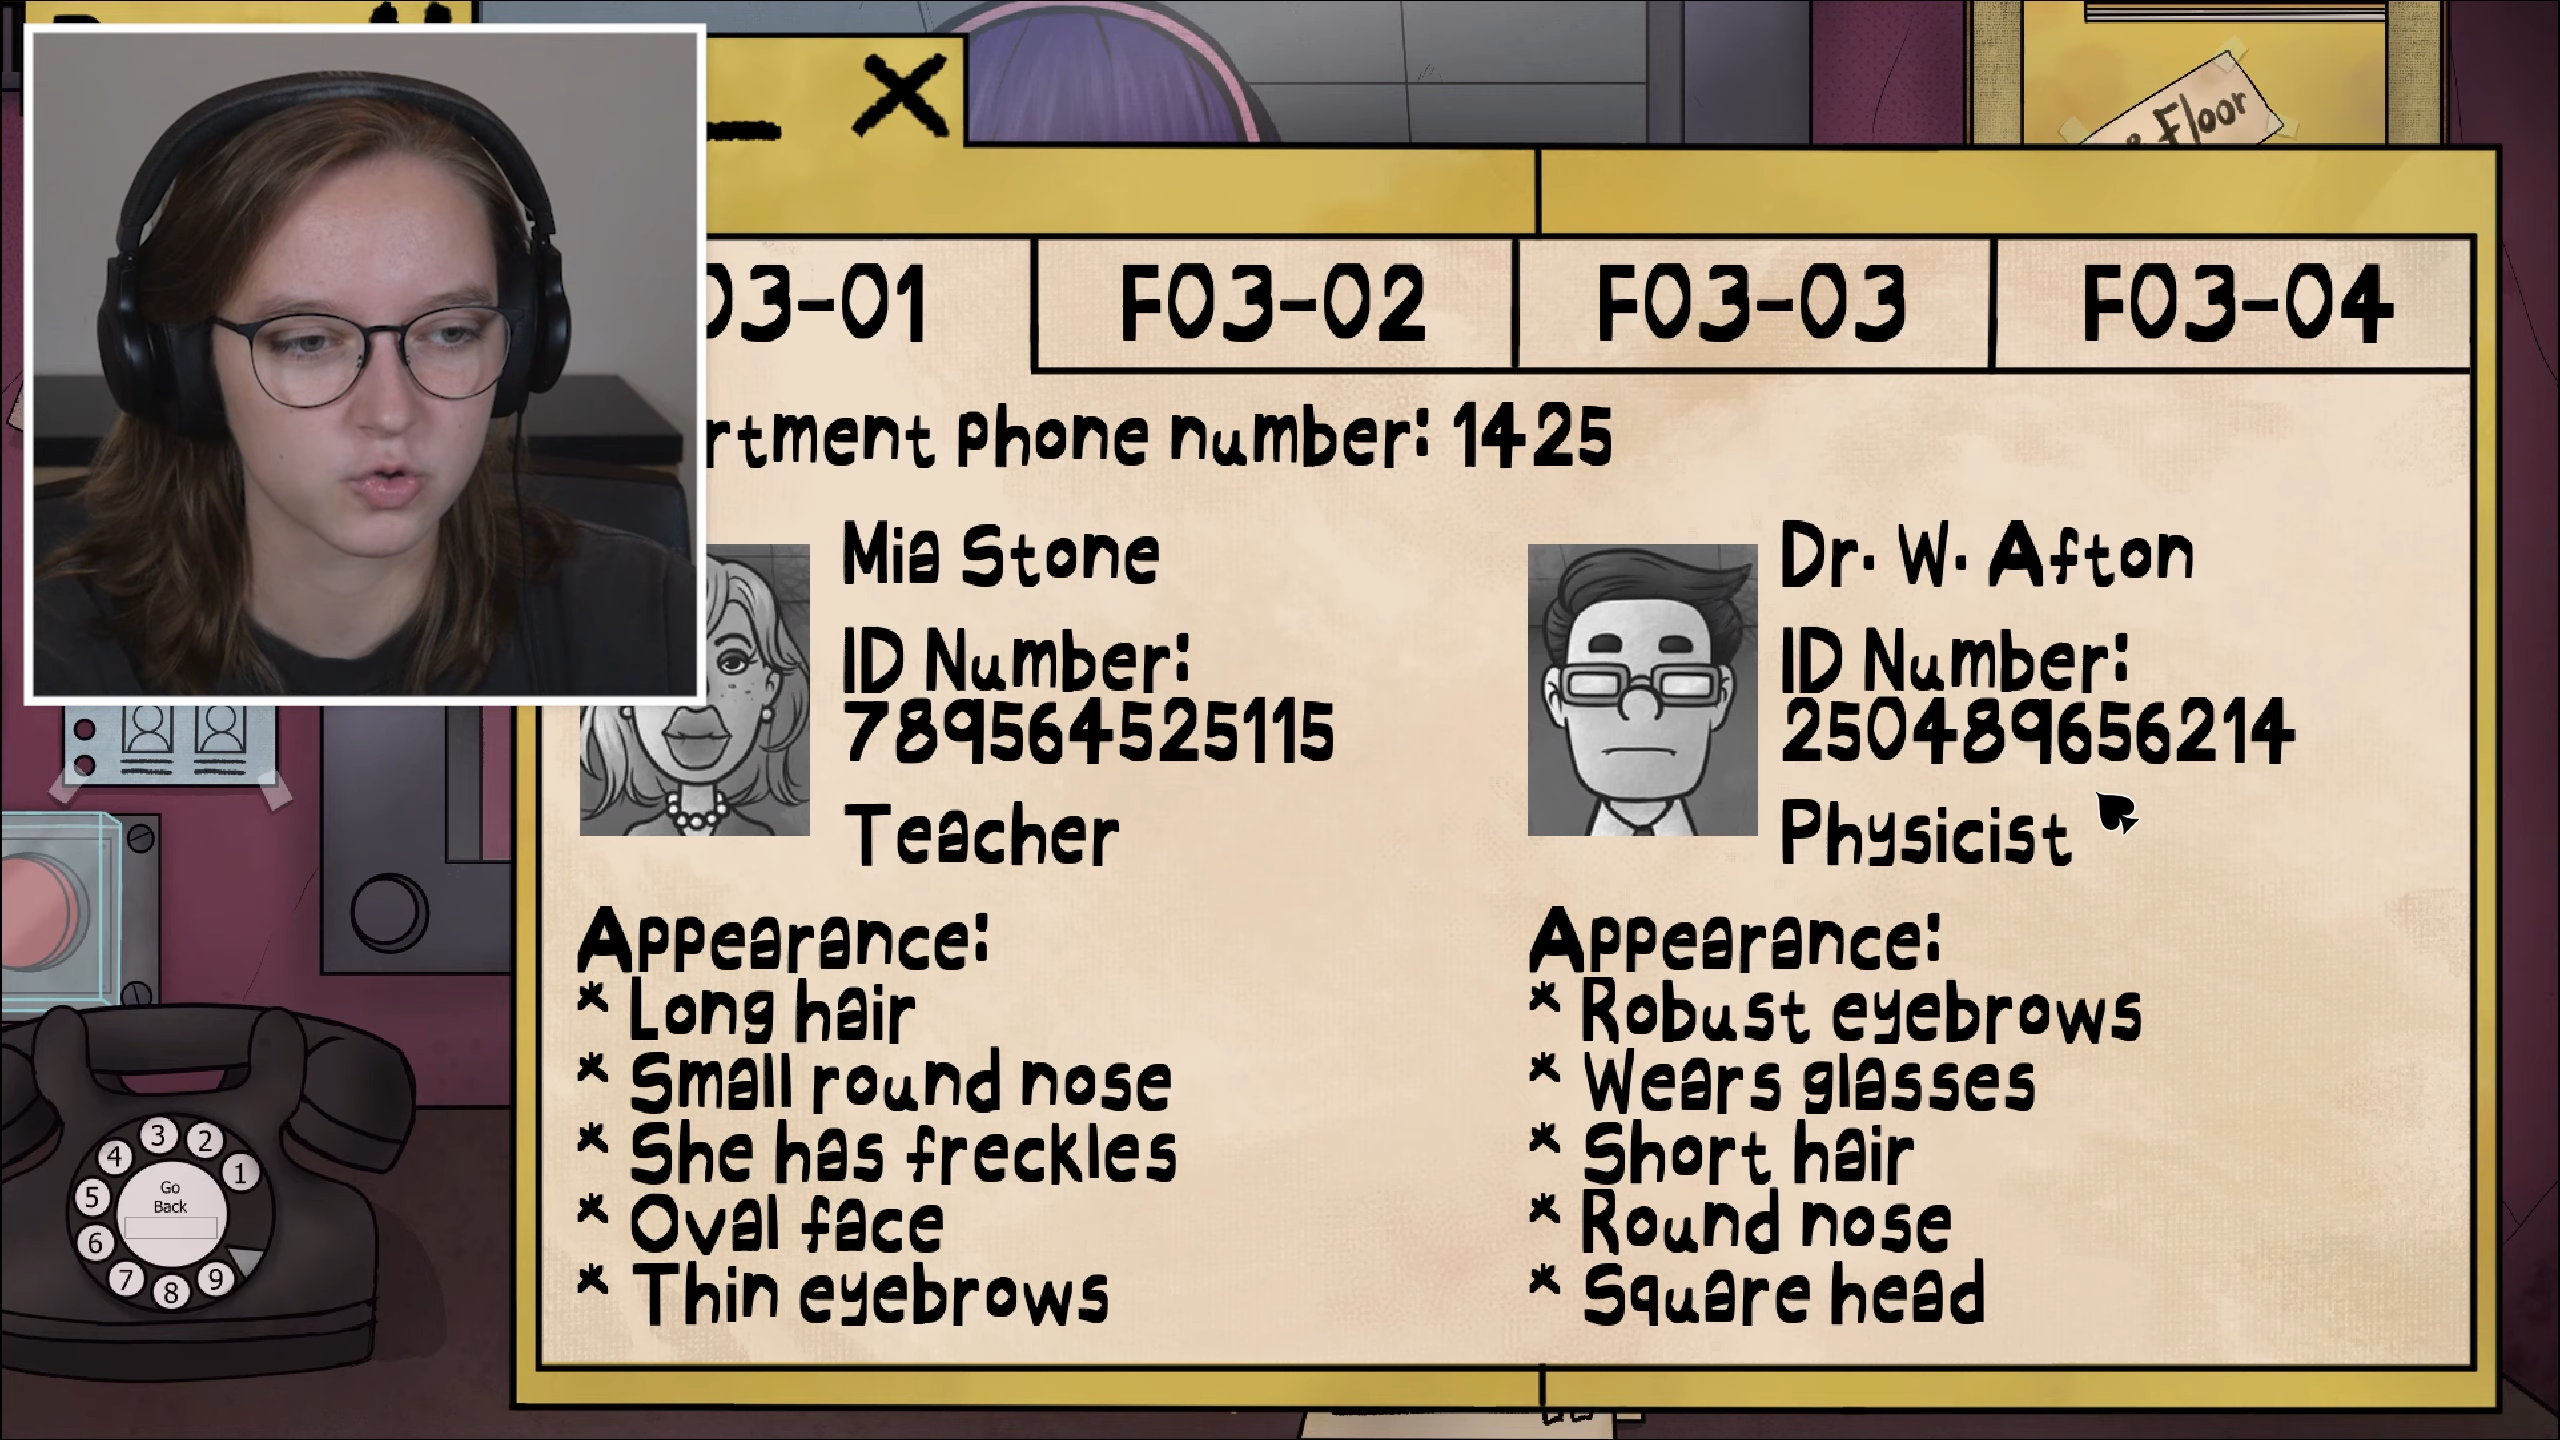 Floor
03-01
F03-02
F03-03
F03-04
rtment phone number: 1425
Mia Stone
ID Number:
789564525115
Teacher
Appearance:
* Long hair
* Small round nose
* She has freckles
* Oval face
* Thin eyebrows
Dr. W. Afton
ID Number:
250489656214
Physicist
Appearance:
* Robust eyebrows
* Wears glasses
* Short hair
* Round nose
* Square head
3 2
4 1
Go
Back
5
6
7 8 9